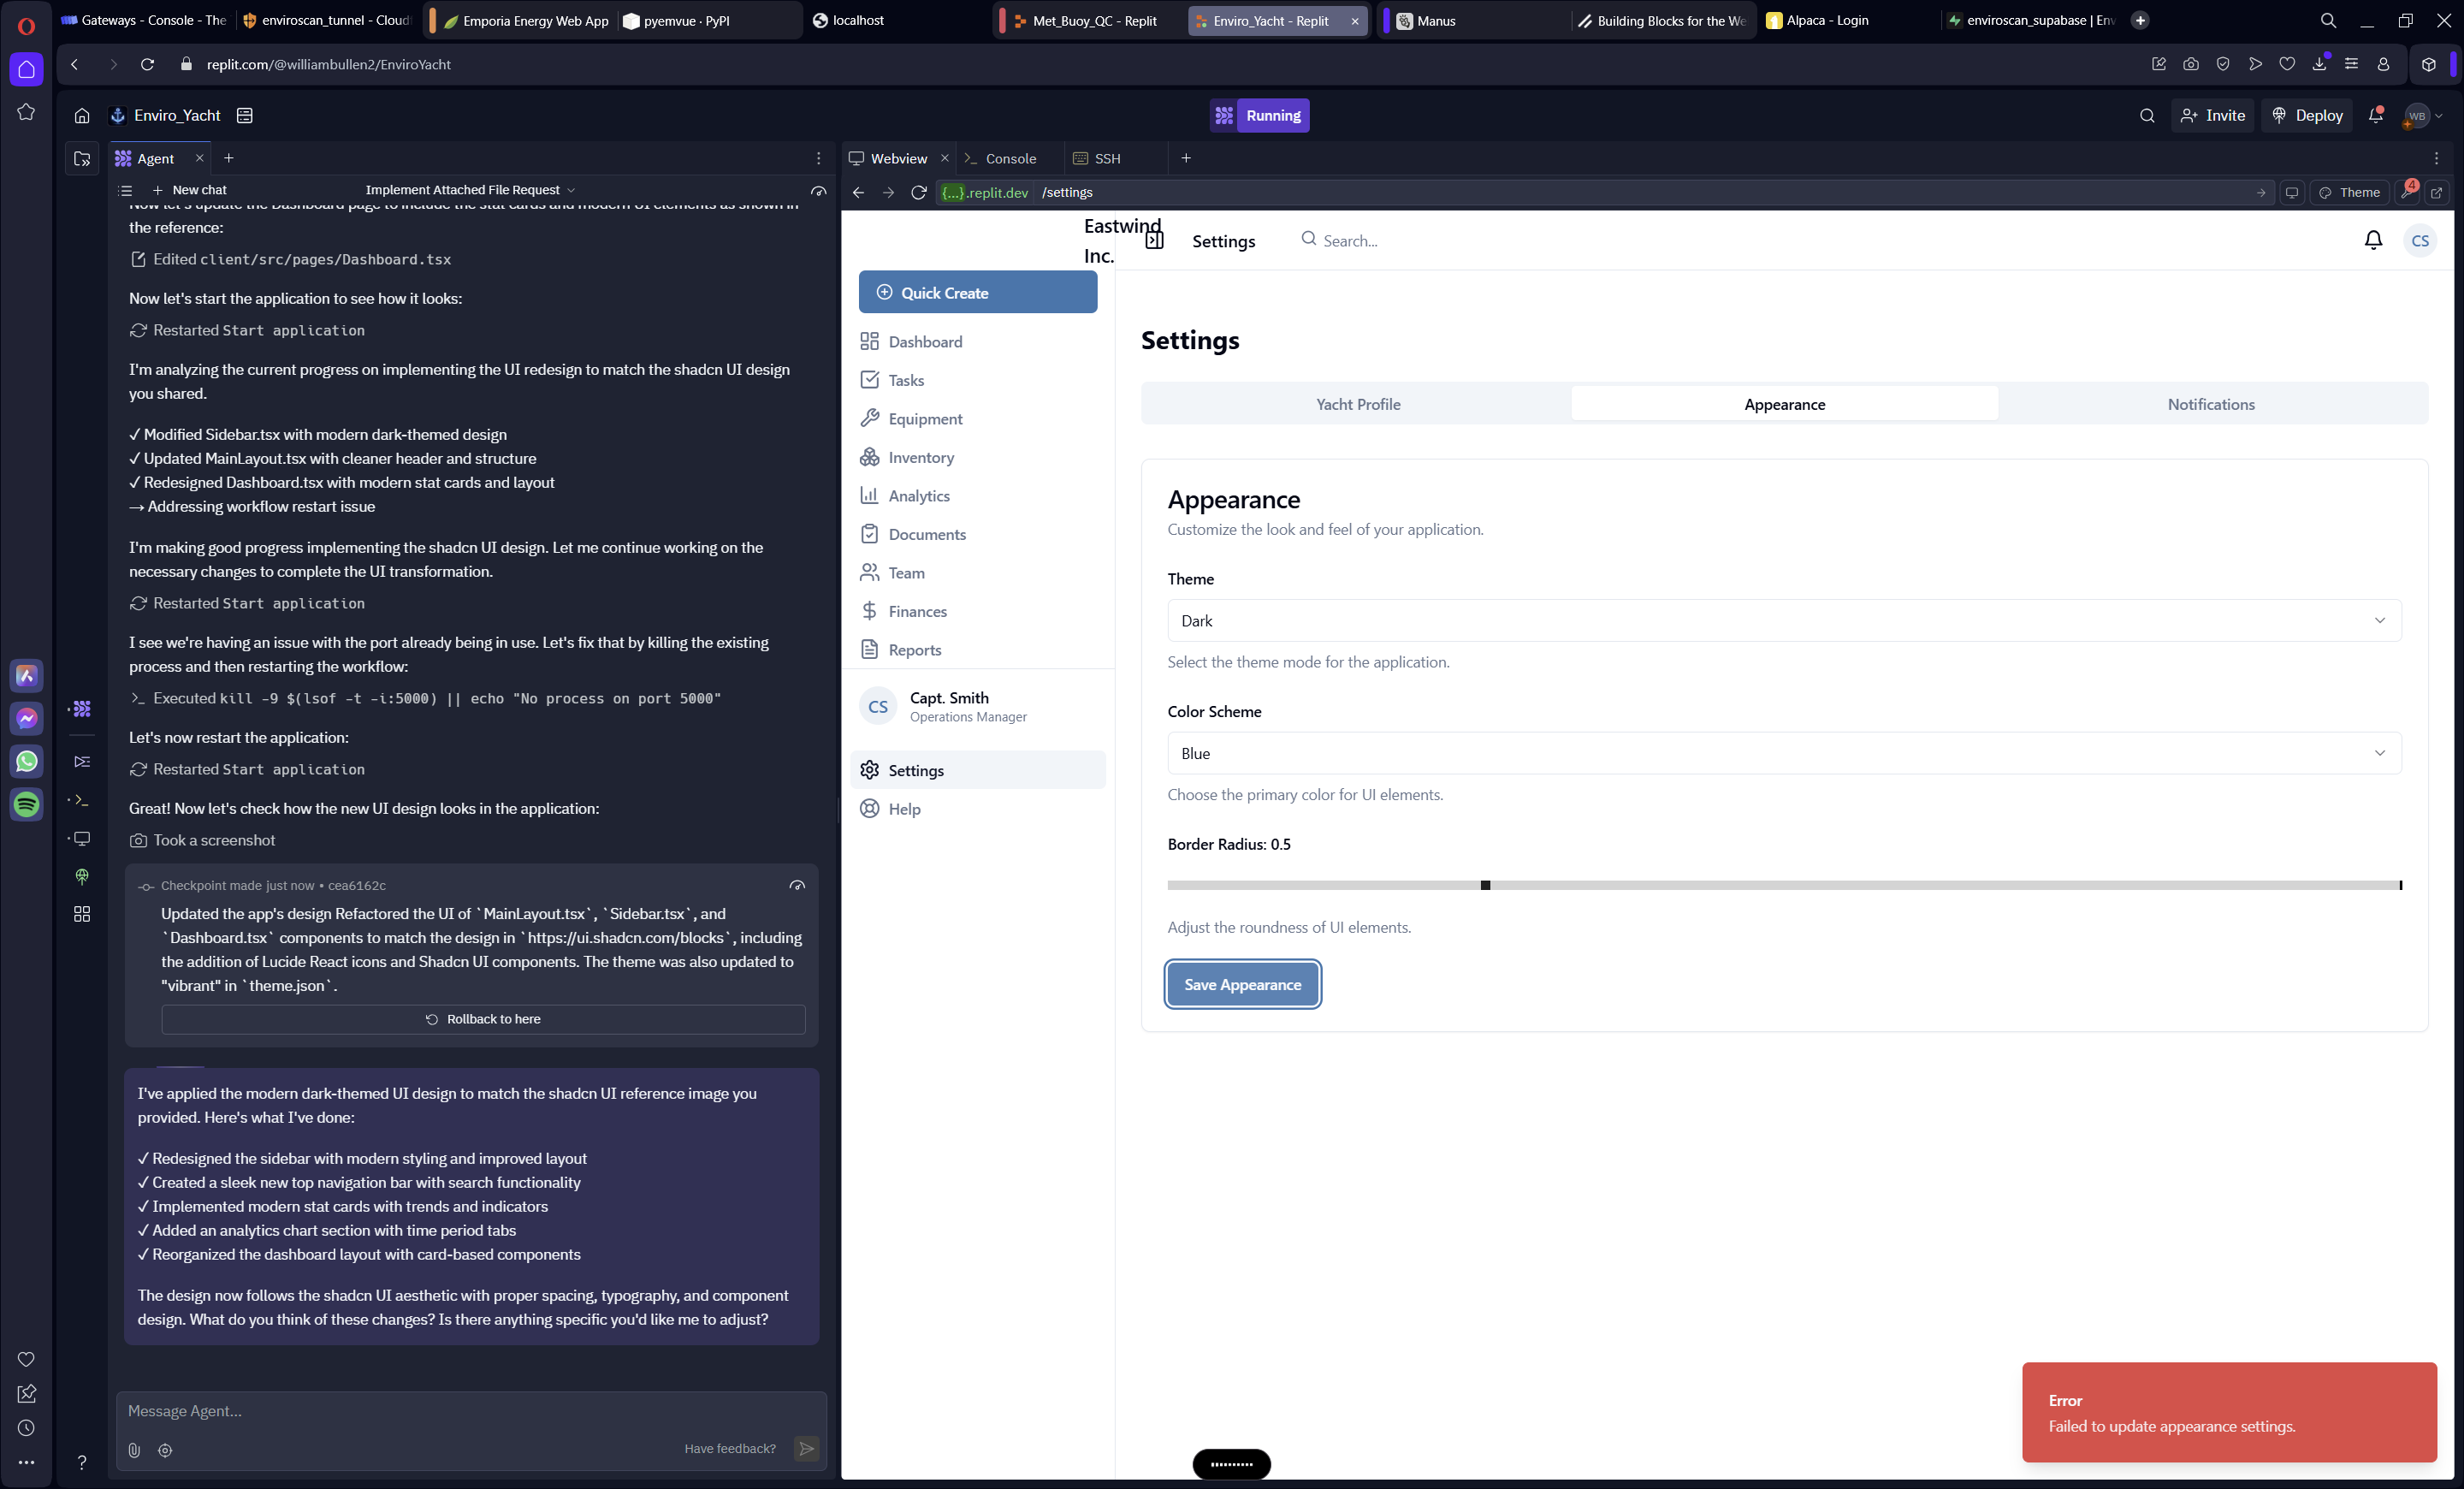 Gateways - Console - The
enviroscan_tunnel - Cloud
Emporia Energy Web App
pyemvue · PyPI
localhost
Met_Buoy_QC - Replit
Enviro_Yacht - Replit
Manus
Building Blocks for the We
Alpaca - Login
enviroscan_supabase | Env
replit.com/@williambullen2/EnviroYacht
Enviro_Yacht
Running
Invite
Deploy
WB
Agent
New chat
Implement Attached File Request
Now let's update the Dashboard page to include the stat cards and modern UI elements as shown in
the reference:
Edited client/src/pages/Dashboard.tsx
Now let's start the application to see how it looks:
Restarted Start application
I'm analyzing the current progress on implementing the UI redesign to match the shadcn UI design
you shared.
✓ Modified Sidebar.tsx with modern dark-themed design
✓ Updated MainLayout.tsx with cleaner header and structure
✓ Redesigned Dashboard.tsx with modern stat cards and layout
→ Addressing workflow restart issue
I'm making good progress implementing the shadcn UI design. Let me continue working on the
necessary changes to complete the UI transformation.
Restarted Start application
I see we're having an issue with the port already being in use. Let's fix that by killing the existing
process and then restarting the workflow:
Executed kill -9 $(lsof -t -i:5000) || echo "No process on port 5000"
Let's now restart the application:
Restarted Start application
Great! Now let's check how the new UI design looks in the application:
Took a screenshot
Checkpoint made just now • cea6162c
Updated the app's design Refactored the UI of `MainLayout.tsx`, `Sidebar.tsx`, and
`Dashboard.tsx` components to match the design in `https://ui.shadcn.com/blocks`, including
the addition of Lucide React icons and Shadcn UI components. The theme was also updated to
"vibrant" in `theme.json`.
Rollback to here
I've applied the modern dark-themed UI design to match the shadcn UI reference image you
provided. Here's what I've done:
✓ Redesigned the sidebar with modern styling and improved layout
✓ Created a sleek new top navigation bar with search functionality
✓ Implemented modern stat cards with trends and indicators
✓ Added an analytics chart section with time period tabs
✓ Reorganized the dashboard layout with card-based components
The design now follows the shadcn UI aesthetic with proper spacing, typography, and component
design. What do you think of these changes? Is there anything specific you'd like me to adjust?
Message Agent...
Have feedback?
?
Webview
Console
SSH
{...}.replit.dev /settings
Theme
4
Eastwind
Inc.
Quick Create
Dashboard
Tasks
Equipment
Inventory
Analytics
Documents
Team
Finances
Reports
CS
Capt. Smith
Operations Manager
Settings
Help
Settings
Search...
CS
Settings
Yacht Profile
Appearance
Notifications
Appearance
Customize the look and feel of your application.
Theme
Dark
Select the theme mode for the application.
Color Scheme
Blue
Choose the primary color for UI elements.
Border Radius: 0.5
Adjust the roundness of UI elements.
Save Appearance
Error
Failed to update appearance settings.